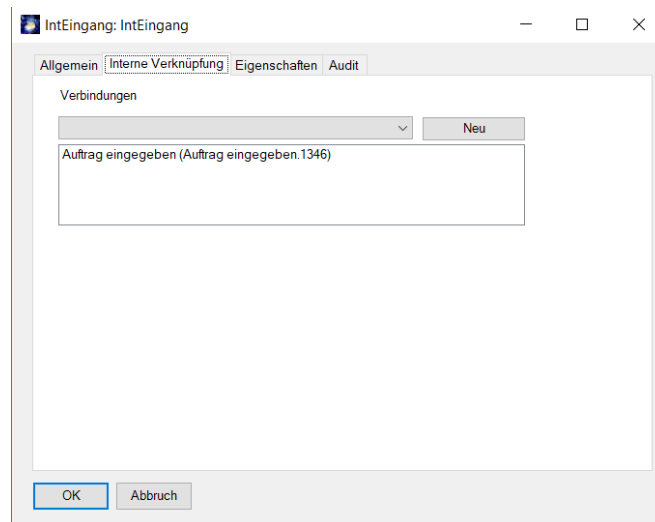 IntEingang: IntEingang
Allgemein Interne Verknüpfung Eigenschaften Audit
Verbindungen
Neu
Auftrag eingegeben (Auftrag eingegeben.1346)
OK Abbruch